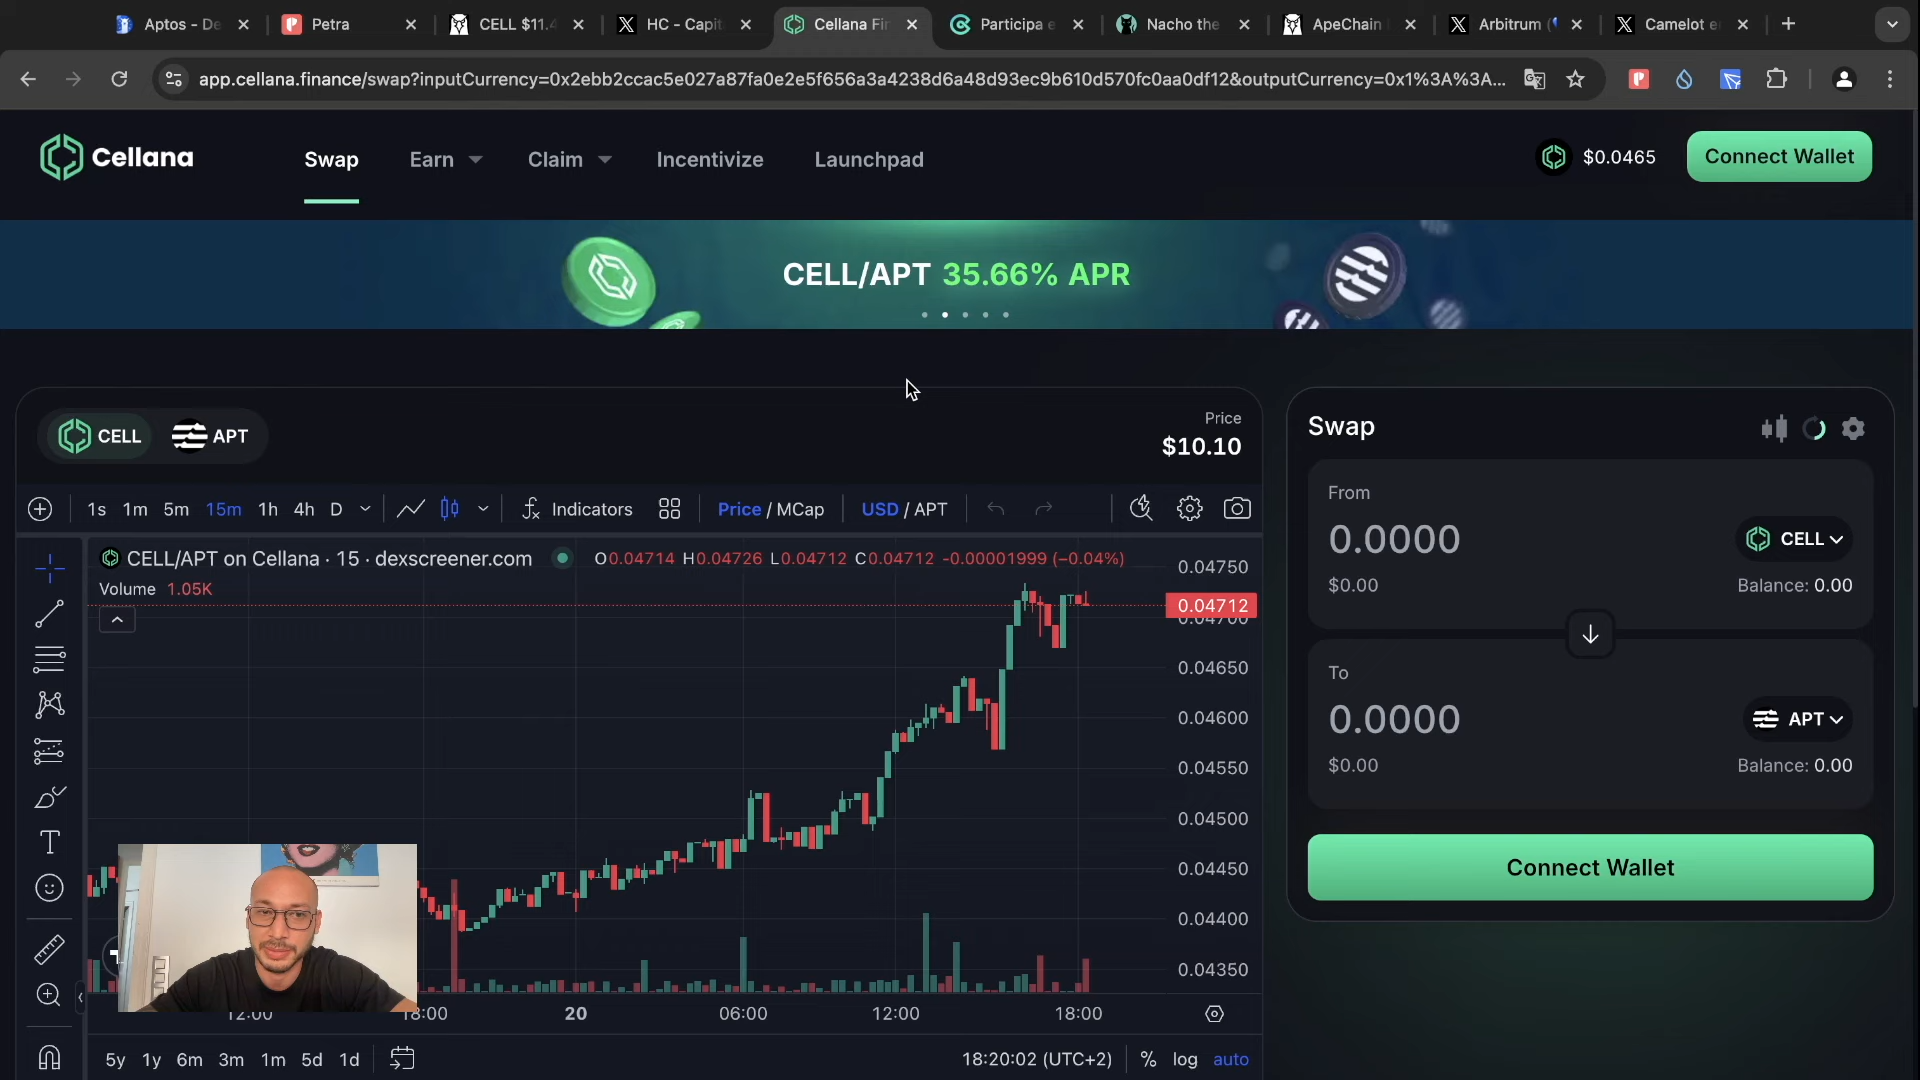 Aptos - De
Petra
CELL $11.4
HC - Capit
Cellana Fin
Participa e
Nacho the
ApeChain
Arbitrum (
Camelot e
app.cellana.finance/swap?inputCurrency=0x2ebb2ccac5e027a87fa0e2e5f656a3a4238d6a48d93ec9b610d570fc0aa0df12&outputCurrency=0x1%3A%3A...
Cellana
Swap
Earn
Claim
Incentivize
Launchpad
$0.0465
Connect Wallet
CELL/APT 35.66% APR
CELL
APT
Price
$10.10
1s 1m 5m 15m 1h 4h D
Indicators
Price / MCap
USD / APT
CELL/APT on Cellana · 15 · dexscreener.com
O0.04714 H0.04726 L0.04712 C0.04712 -0.00001999 (−0.04%)
Volume 1.05K
0.04750
0.04712
0.04700
0.04650
0.04600
0.04550
0.04500
0.04450
0.04400
0.04350
12:00
18:00
20
06:00
12:00
18:00
5y 1y 6m 3m 1m 5d 1d
18:20:02 (UTC+2)
% log auto
Swap
From
0.0000
CELL
$0.00
Balance: 0.00
To
0.0000
APT
$0.00
Balance: 0.00
Connect Wallet